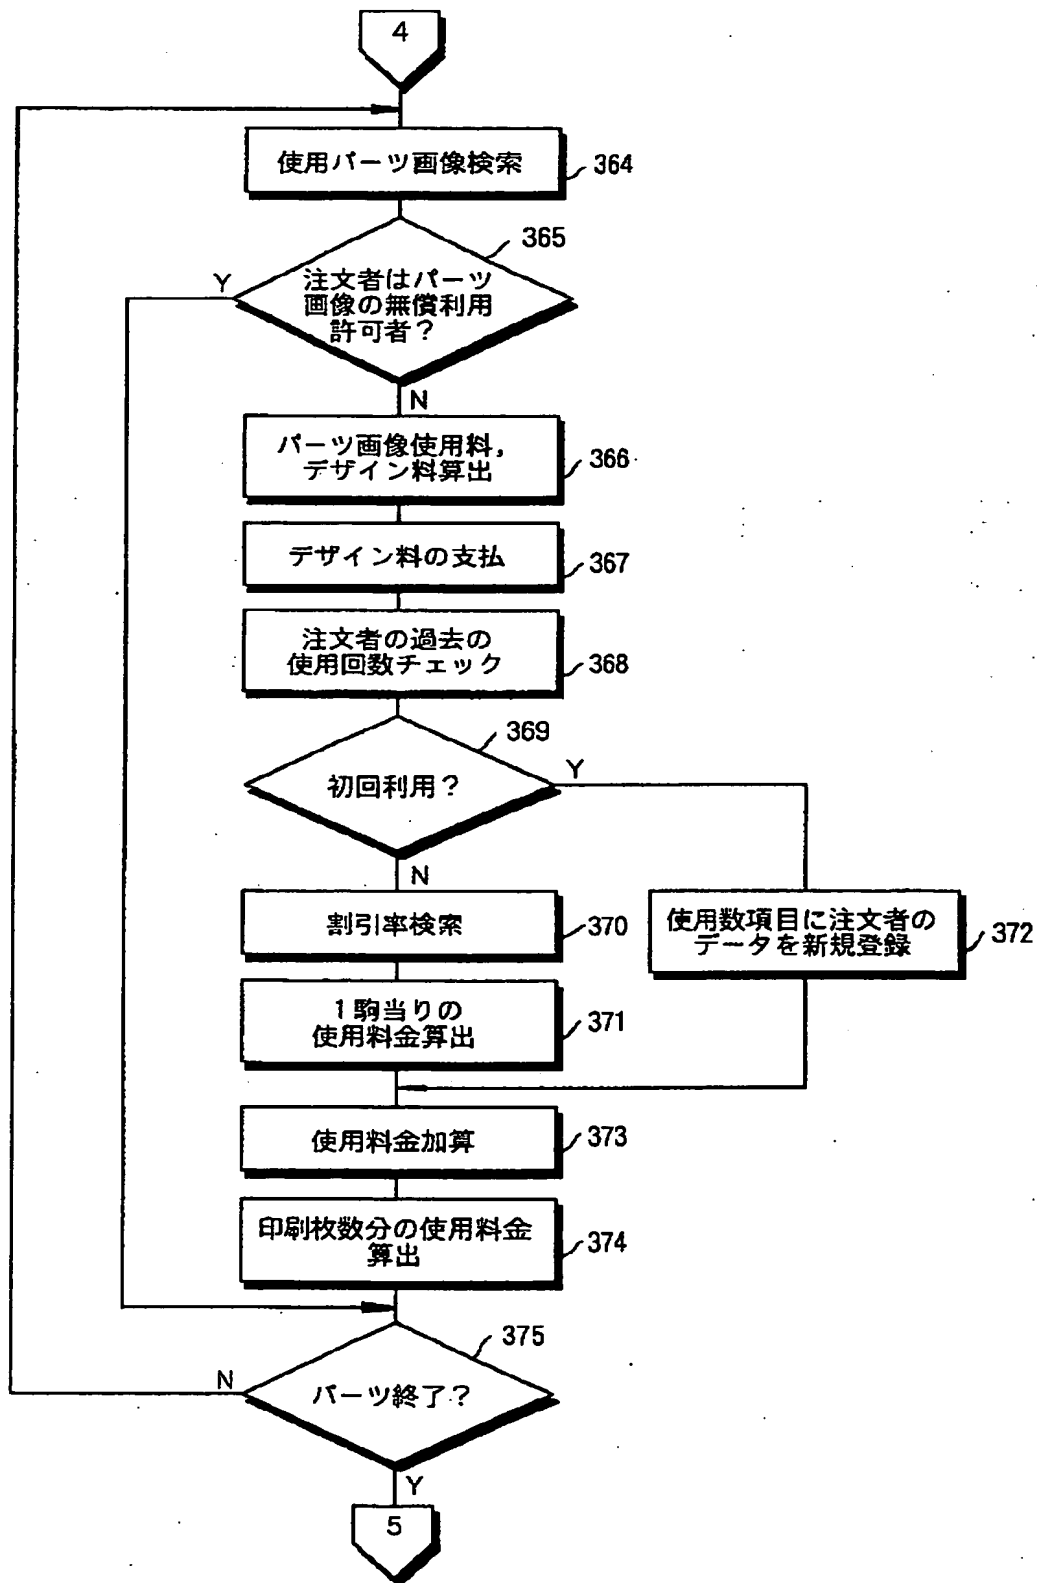 4
使用パーツ画像検索
364
365
Y
注文者はパーツ
画像の無償利用
許可者?
N
パーツ画像使用料,
デザイン料算出
366
デザイン料の支払
367
注文者の過去の
使用回数チェック
368
369
初回利用?
Y
N
割引率検索
370
使用数項目に注文者の
データを新規登録
372
1駒当りの
使用料金算出
371
使用料金加算
373
印刷枚数分の使用料金
算出
374
375
N
パーツ終了?
Y
5